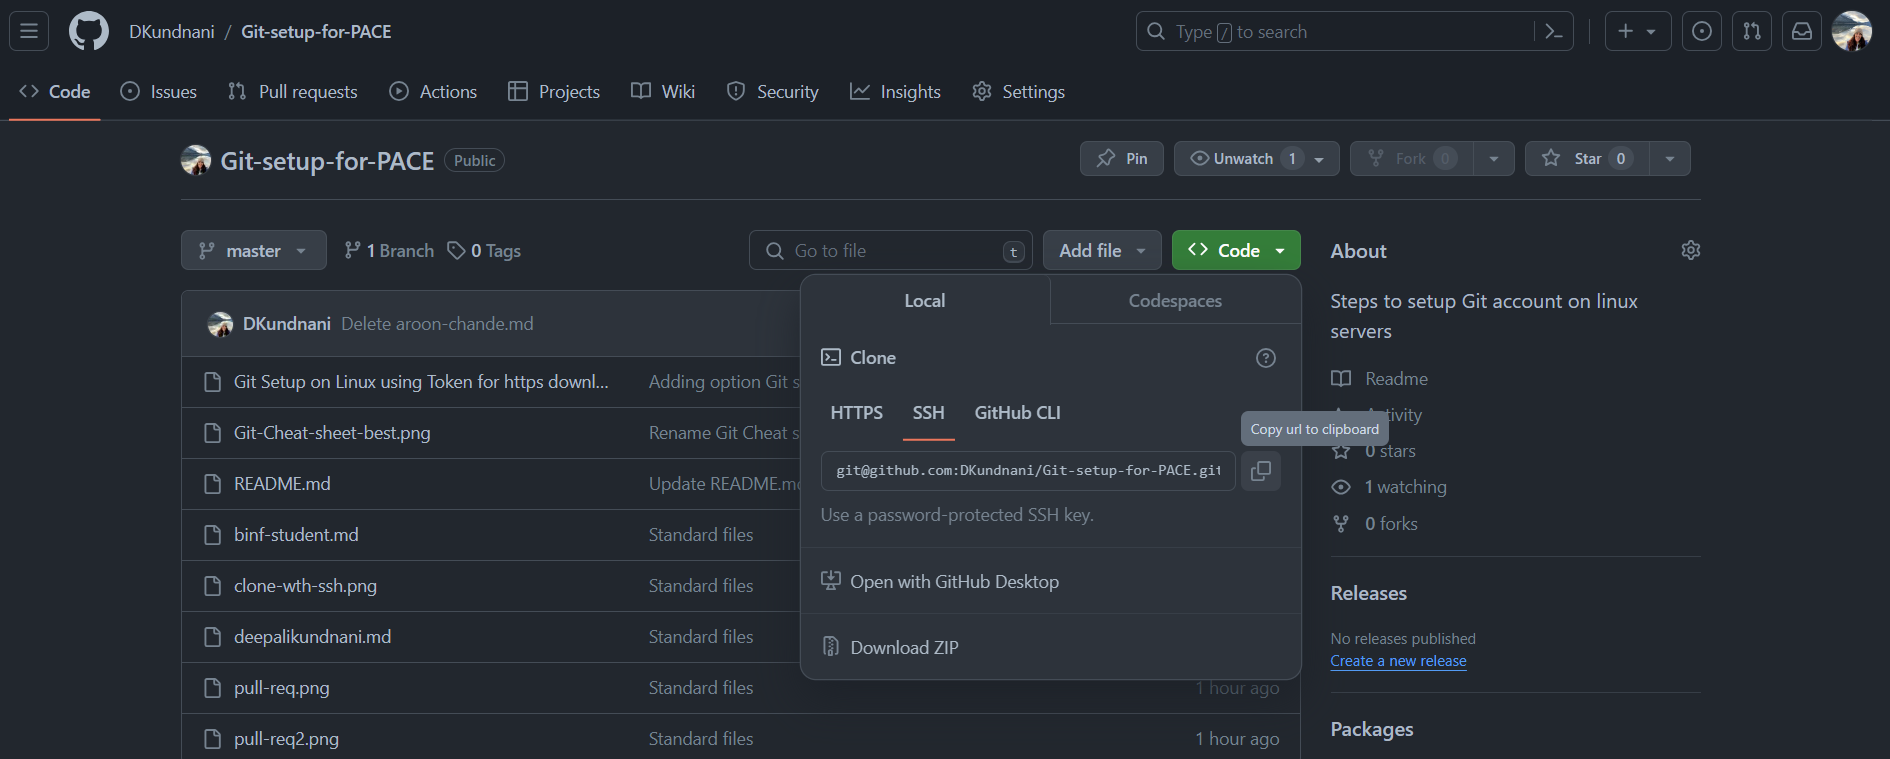 DKundnani / Git-setup-for-PACE
Type / to search
Code Issues Pull requests Actions Projects Wiki Security Insights Settings
Git-setup-for-PACE Public
Pin Unwatch 1 Fork 0 Star 0
master 1 Branch 0 Tags
Go to file t Add file Code
DKundnani Delete aroon-chande.md
Git Setup on Linux using Token for https downl... Adding option Git s
Git-Cheat-sheet-best.png Rename Git Cheat s
README.md Update README.md
binf-student.md Standard files
clone-wth-ssh.png Standard files
deepalikundnani.md Standard files
pull-req.png Standard files 1 hour ago
pull-req2.png Standard files 1 hour ago
Local Codespaces
Clone
HTTPS SSH GitHub CLI
Copy url to clipboard
git@github.com:DKundnani/Git-setup-for-PACE.git
Use a password-protected SSH key.
Open with GitHub Desktop
Download ZIP
About
Steps to setup Git account on linux
servers
Readme
tivity
0 stars
1 watching
0 forks
Releases
No releases published
Create a new release
Packages